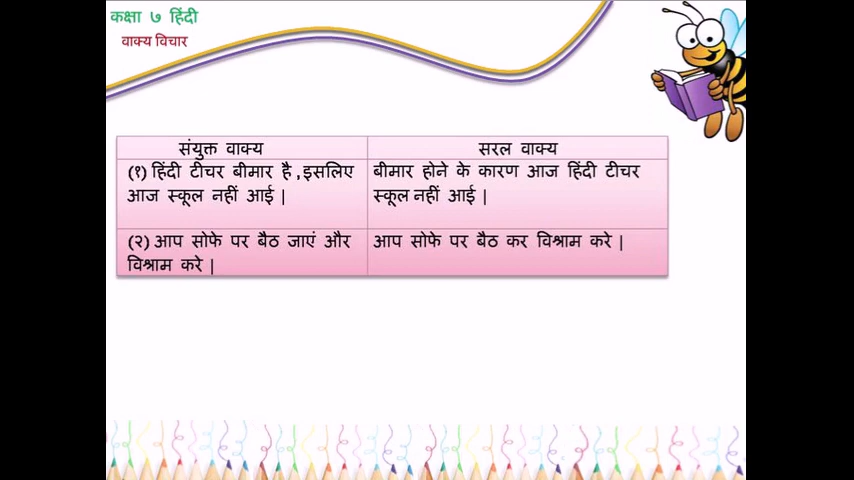 कक्षा ७ हिंदी
वाक्य विचार
संयुक्त वाक्य
सरल वाक्य
(१) हिंदी टीचर बीमार है ,इसलिए
आज स्कूल नहीं आई |
बीमार होने के कारण आज हिंदी टीचर
स्कूल नहीं आई |
(२) आप सोफे पर बैठ जाएं और
विश्राम करे |
आप सोफे पर बैठ कर विश्राम करे |